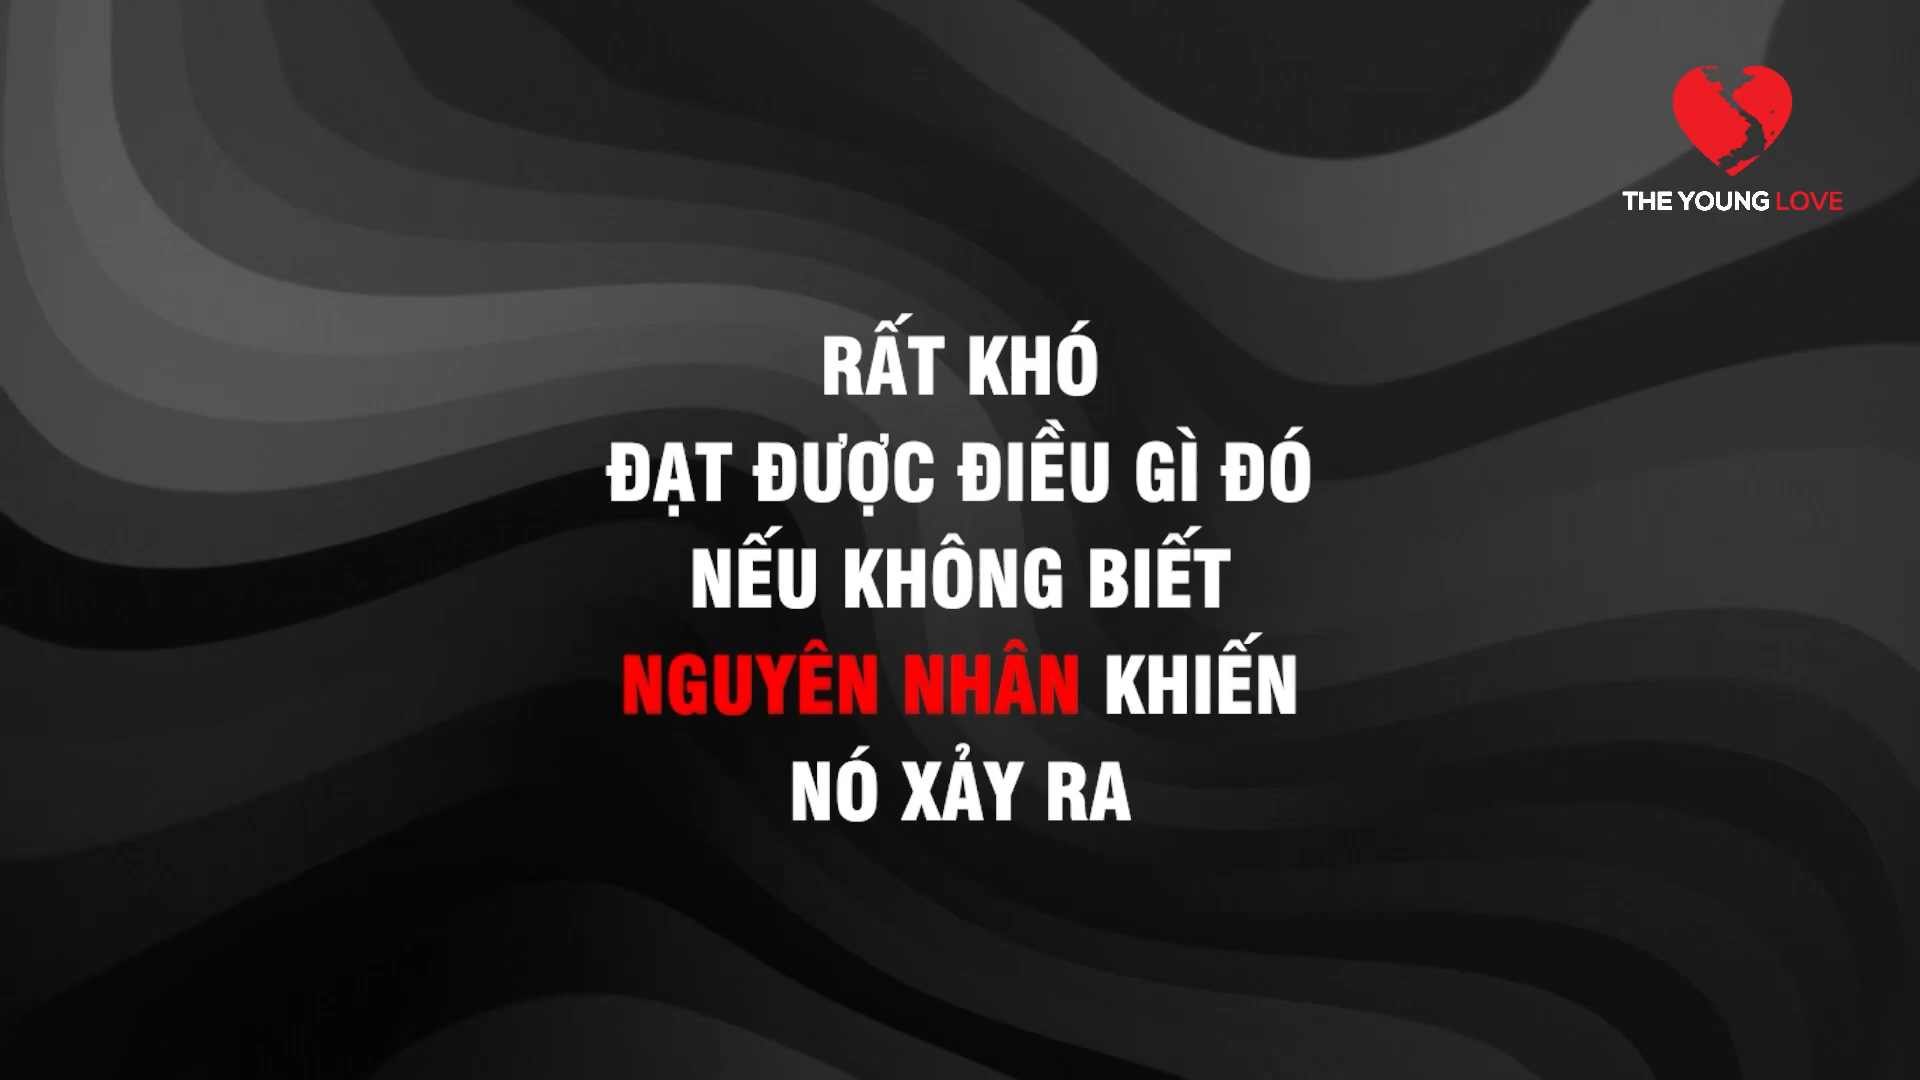 THE YOUNG LOVE
RẤT KHÓ
ĐẠT ĐƯỢC ĐIỀU GÌ ĐÓ
NẾU KHÔNG BIẾT
NGUYÊN NHÂN KHIẾN
NÓ XẢY RA